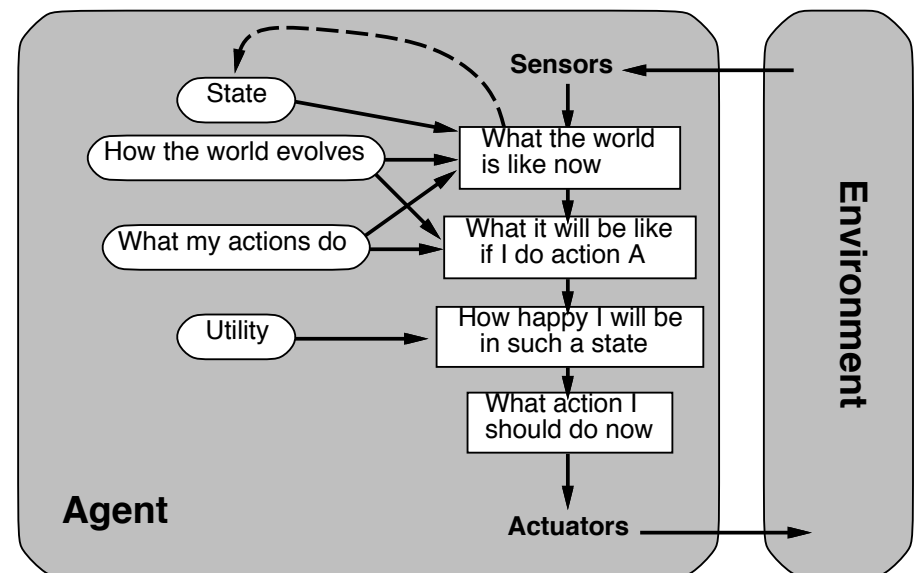 Sensors
State
What the world
is like now
How the world evolves
What my actions do
What it will be like
if I do action A
Utility
How happy I will be
in such a state
What action I
should do now
Agent
Actuators
Environment